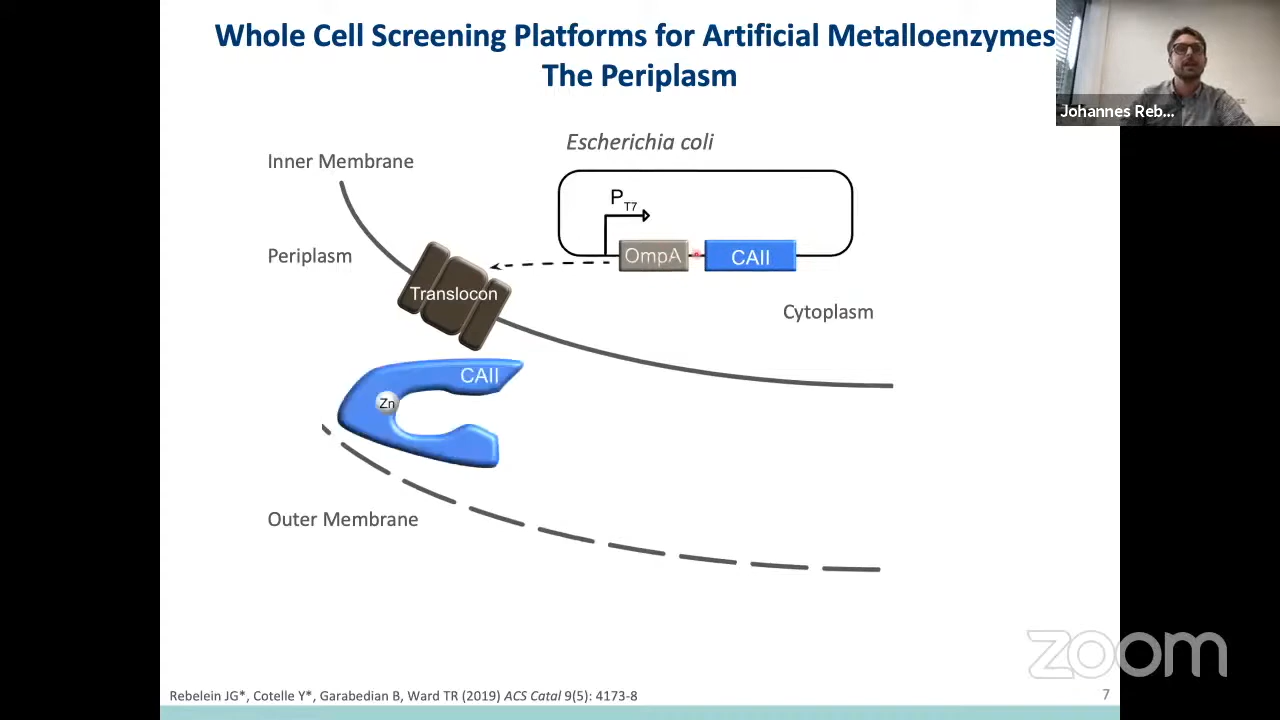 Whole Cell Screening Platforms for Artificial Metalloenzymes
The Periplasm
Johannes Reb...
Escherichia coli
Inner Membrane
P
T7
Periplasm
OmpA
CAII
Translocon
Cytoplasm
CAII
Zn
Outer Membrane
zoom
Rebelein JG*, Cotelle Y*, Garabedian B, Ward TR (2019) ACS Catal 9(5): 4173-8
7